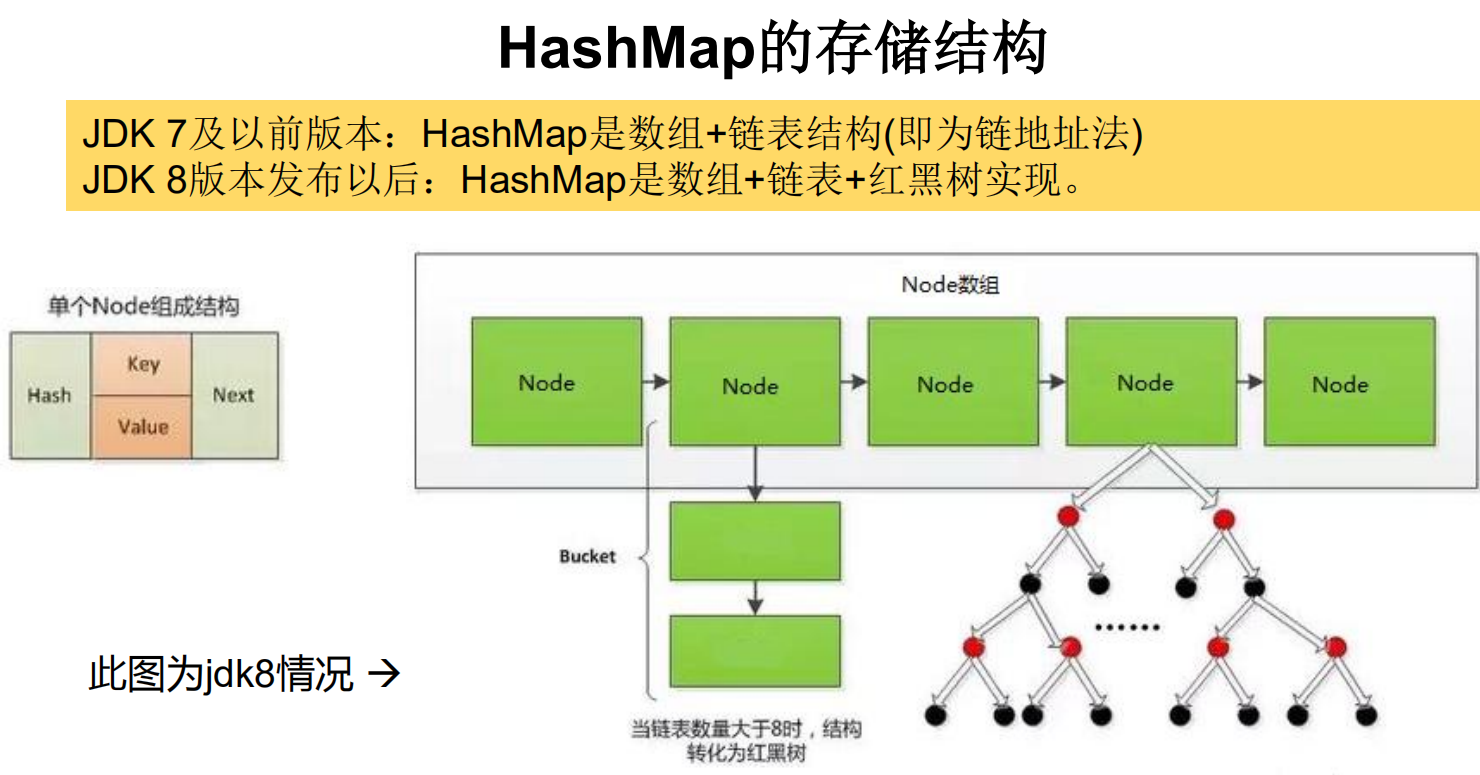 HashMap的存储结构
JDK 7及以前版本：HashMap是数组+链表结构(即为链地址法)
JDK 8版本发布以后：HashMap是数组+链表+红黑树实现。
单个Node组成结构
Hash
Key
Value
Next
Node数组
Node
Node
Node
Node
Node
Bucket
......
此图为jdk8情况 →
当链表数量大于8时，结构
转化为红黑树